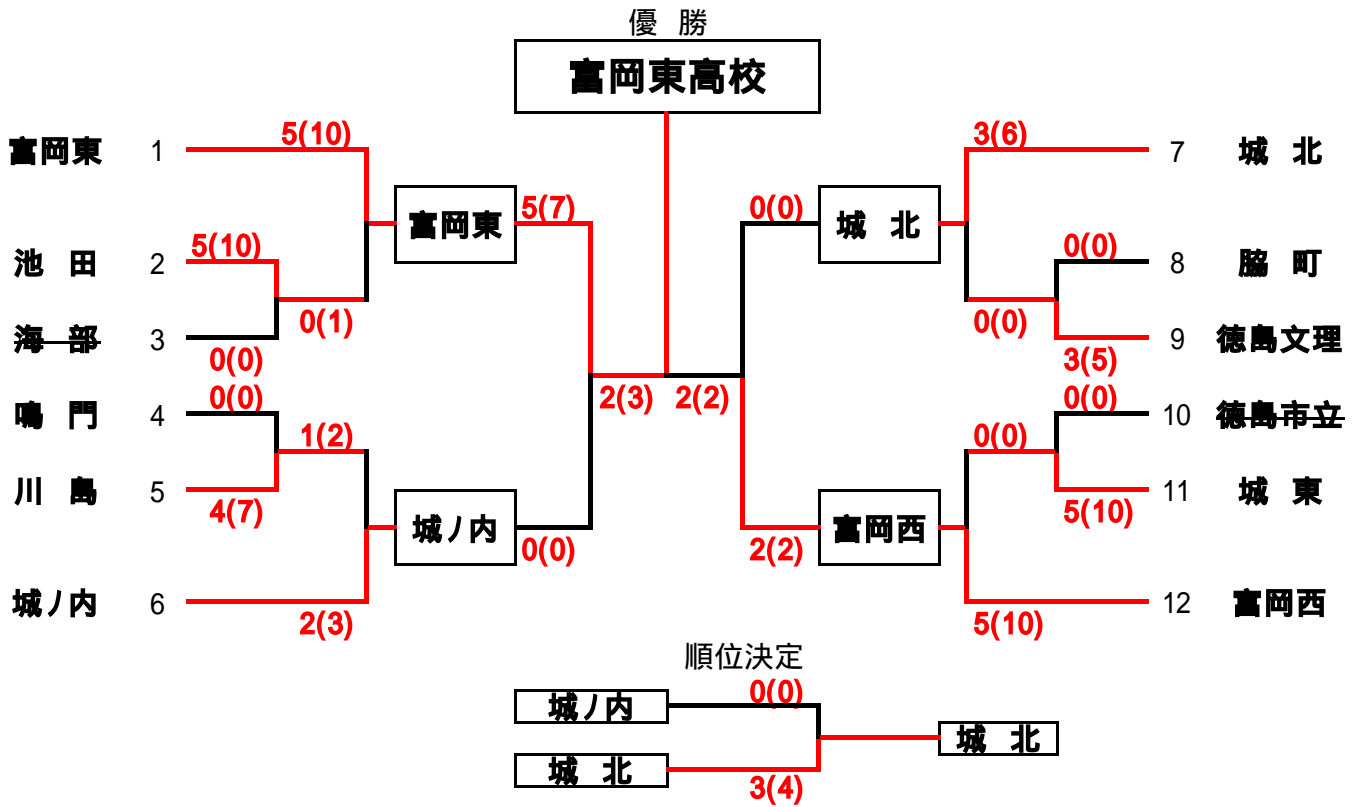 優 勝
富岡東高校
5(10)
3(6)
富岡東 1
7 城 北
富岡東
5(7)
0(0)
城 北
5(10)
0(0)
池 田 2
8 脇 町
0(1)
0(0)
海 部 3
9 徳島文理
0(0)
3(5)
0(0)
2(3)
2(2)
0(0)
鳴 門 4
10 徳島市立
1(2)
0(0)
川 島 5
11 城 東
4(7)
5(10)
城ノ内
0(0)
2(2)
富岡西
城ノ内 6
12 富岡西
2(3)
5(10)
順位決定
0(0)
城ノ内
城 北
城 北
3(4)